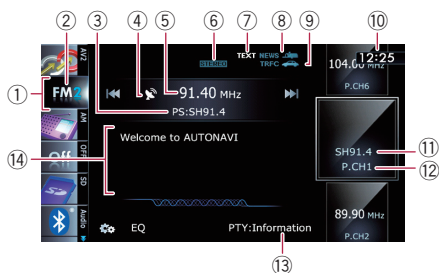 ① ② ③ ④ ⑤ ⑥ ⑦ ⑧ ⑨ ⑩
TEXT NEWS
STEREO TRFC
12:25
AV2
FM2
AM
Off
OFF
SD
Audio
91.40 MHz
PS:SH91.4
Welcome to AUTONAVI
EQ
PTY:Information
104.00 MHz
P.CH6
SH91.4
P.CH1
89.90 MHz
P.CH2
⑪
⑫
⑬
⑭